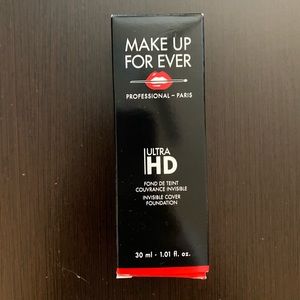 MAKE UP
FOR EVER
PROFESSIONAL – PARIS
ULTRA
HD
FOND DE TEINT
COUVRANCE INVISIBLE
INVISIBLE COVER
FOUNDATION
30 ml - 1.01 fl. oz.